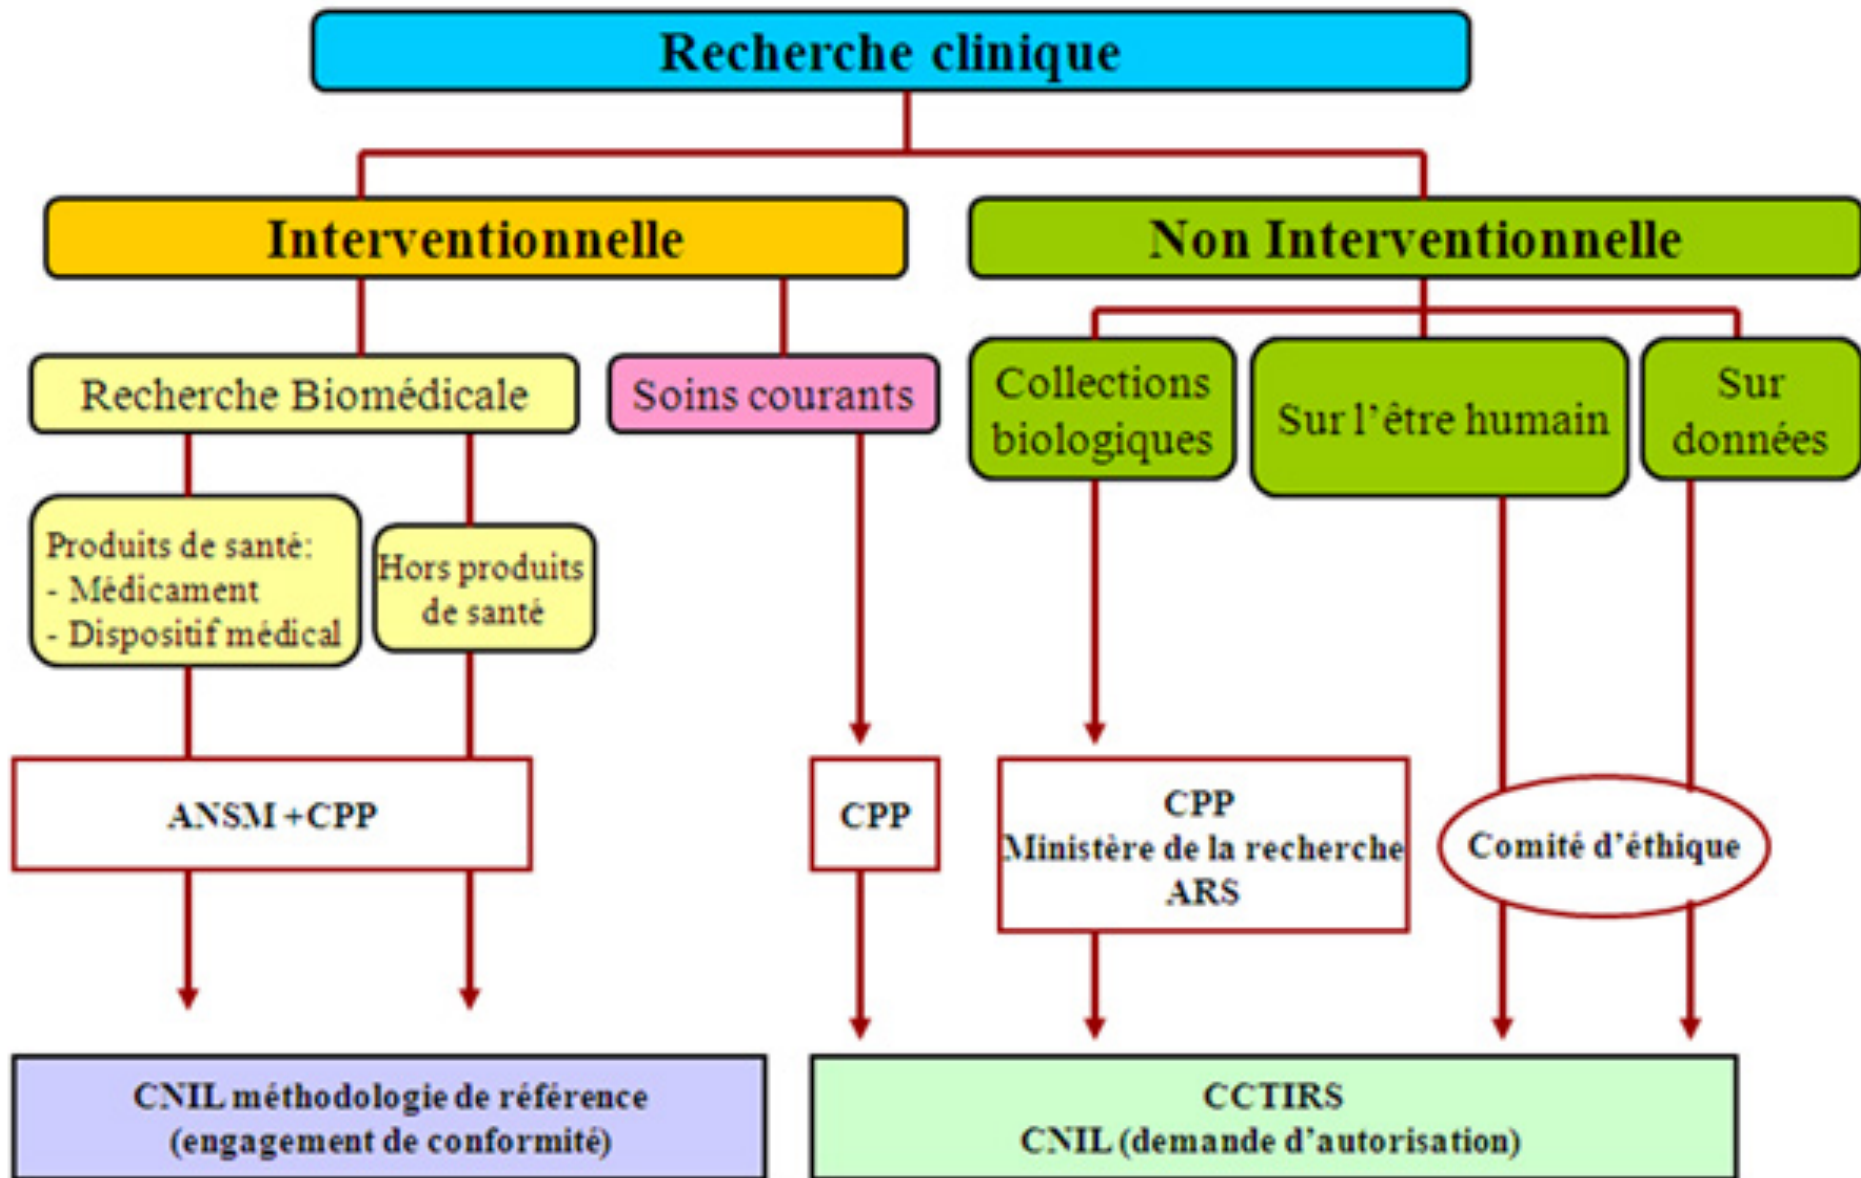 Recherche clinique
Interventionnelle
Non Interventionnelle
Recherche Biomédicale
Soins courants
Collections
biologiques
Sur l'être humain
Sur
données
Produits de santé:
- Médicament
- Dispositif médical
Hors produits
de santé
ANSM +CPP
CPP
CPP
Ministère de la recherche
ARS
Comité d'éthique
CNIL méthodologie de référence
(engagement de conformité)
CCTIRS
CNIL (demande d'autorisation)